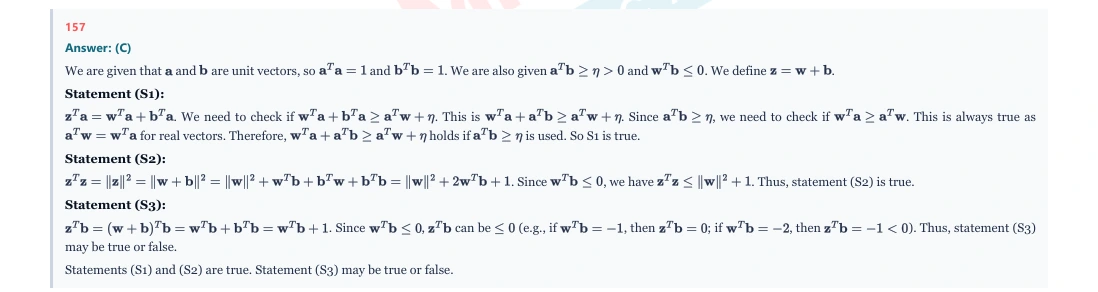 157
Answer: (C)
We are given that a and b are unit vectors, so aᵀa = 1 and bᵀb = 1. We are also given aᵀb ≥ η > 0 and wᵀb ≤ 0. We define z = w + b.
Statement (S1):
zᵀa = wᵀa + bᵀa. We need to check if wᵀa + bᵀa ≥ aᵀw + η. This is wᵀa + aᵀb ≥ aᵀw + η. Since aᵀb ≥ η, we need to check if wᵀa ≥ aᵀw. This is always true as
aᵀw = wᵀa for real vectors. Therefore, wᵀa + aᵀb ≥ aᵀw + η holds if aᵀb ≥ η is used. So S1 is true.
Statement (S2):
zᵀz = ‖z‖² = ‖w + b‖² = ‖w‖² + wᵀb + bᵀw + bᵀb = ‖w‖² + 2wᵀb + 1. Since wᵀb ≤ 0, we have zᵀz ≤ ‖w‖² + 1. Thus, statement (S2) is true.
Statement (S3):
zᵀb = (w + b)ᵀb = wᵀb + bᵀb = wᵀb + 1. Since wᵀb ≤ 0, zᵀb can be ≤ 0 (e.g., if wᵀb = −1, then zᵀb = 0; if wᵀb = −2, then zᵀb = −1 < 0). Thus, statement (S3)
may be true or false.
Statements (S1) and (S2) are true. Statement (S3) may be true or false.